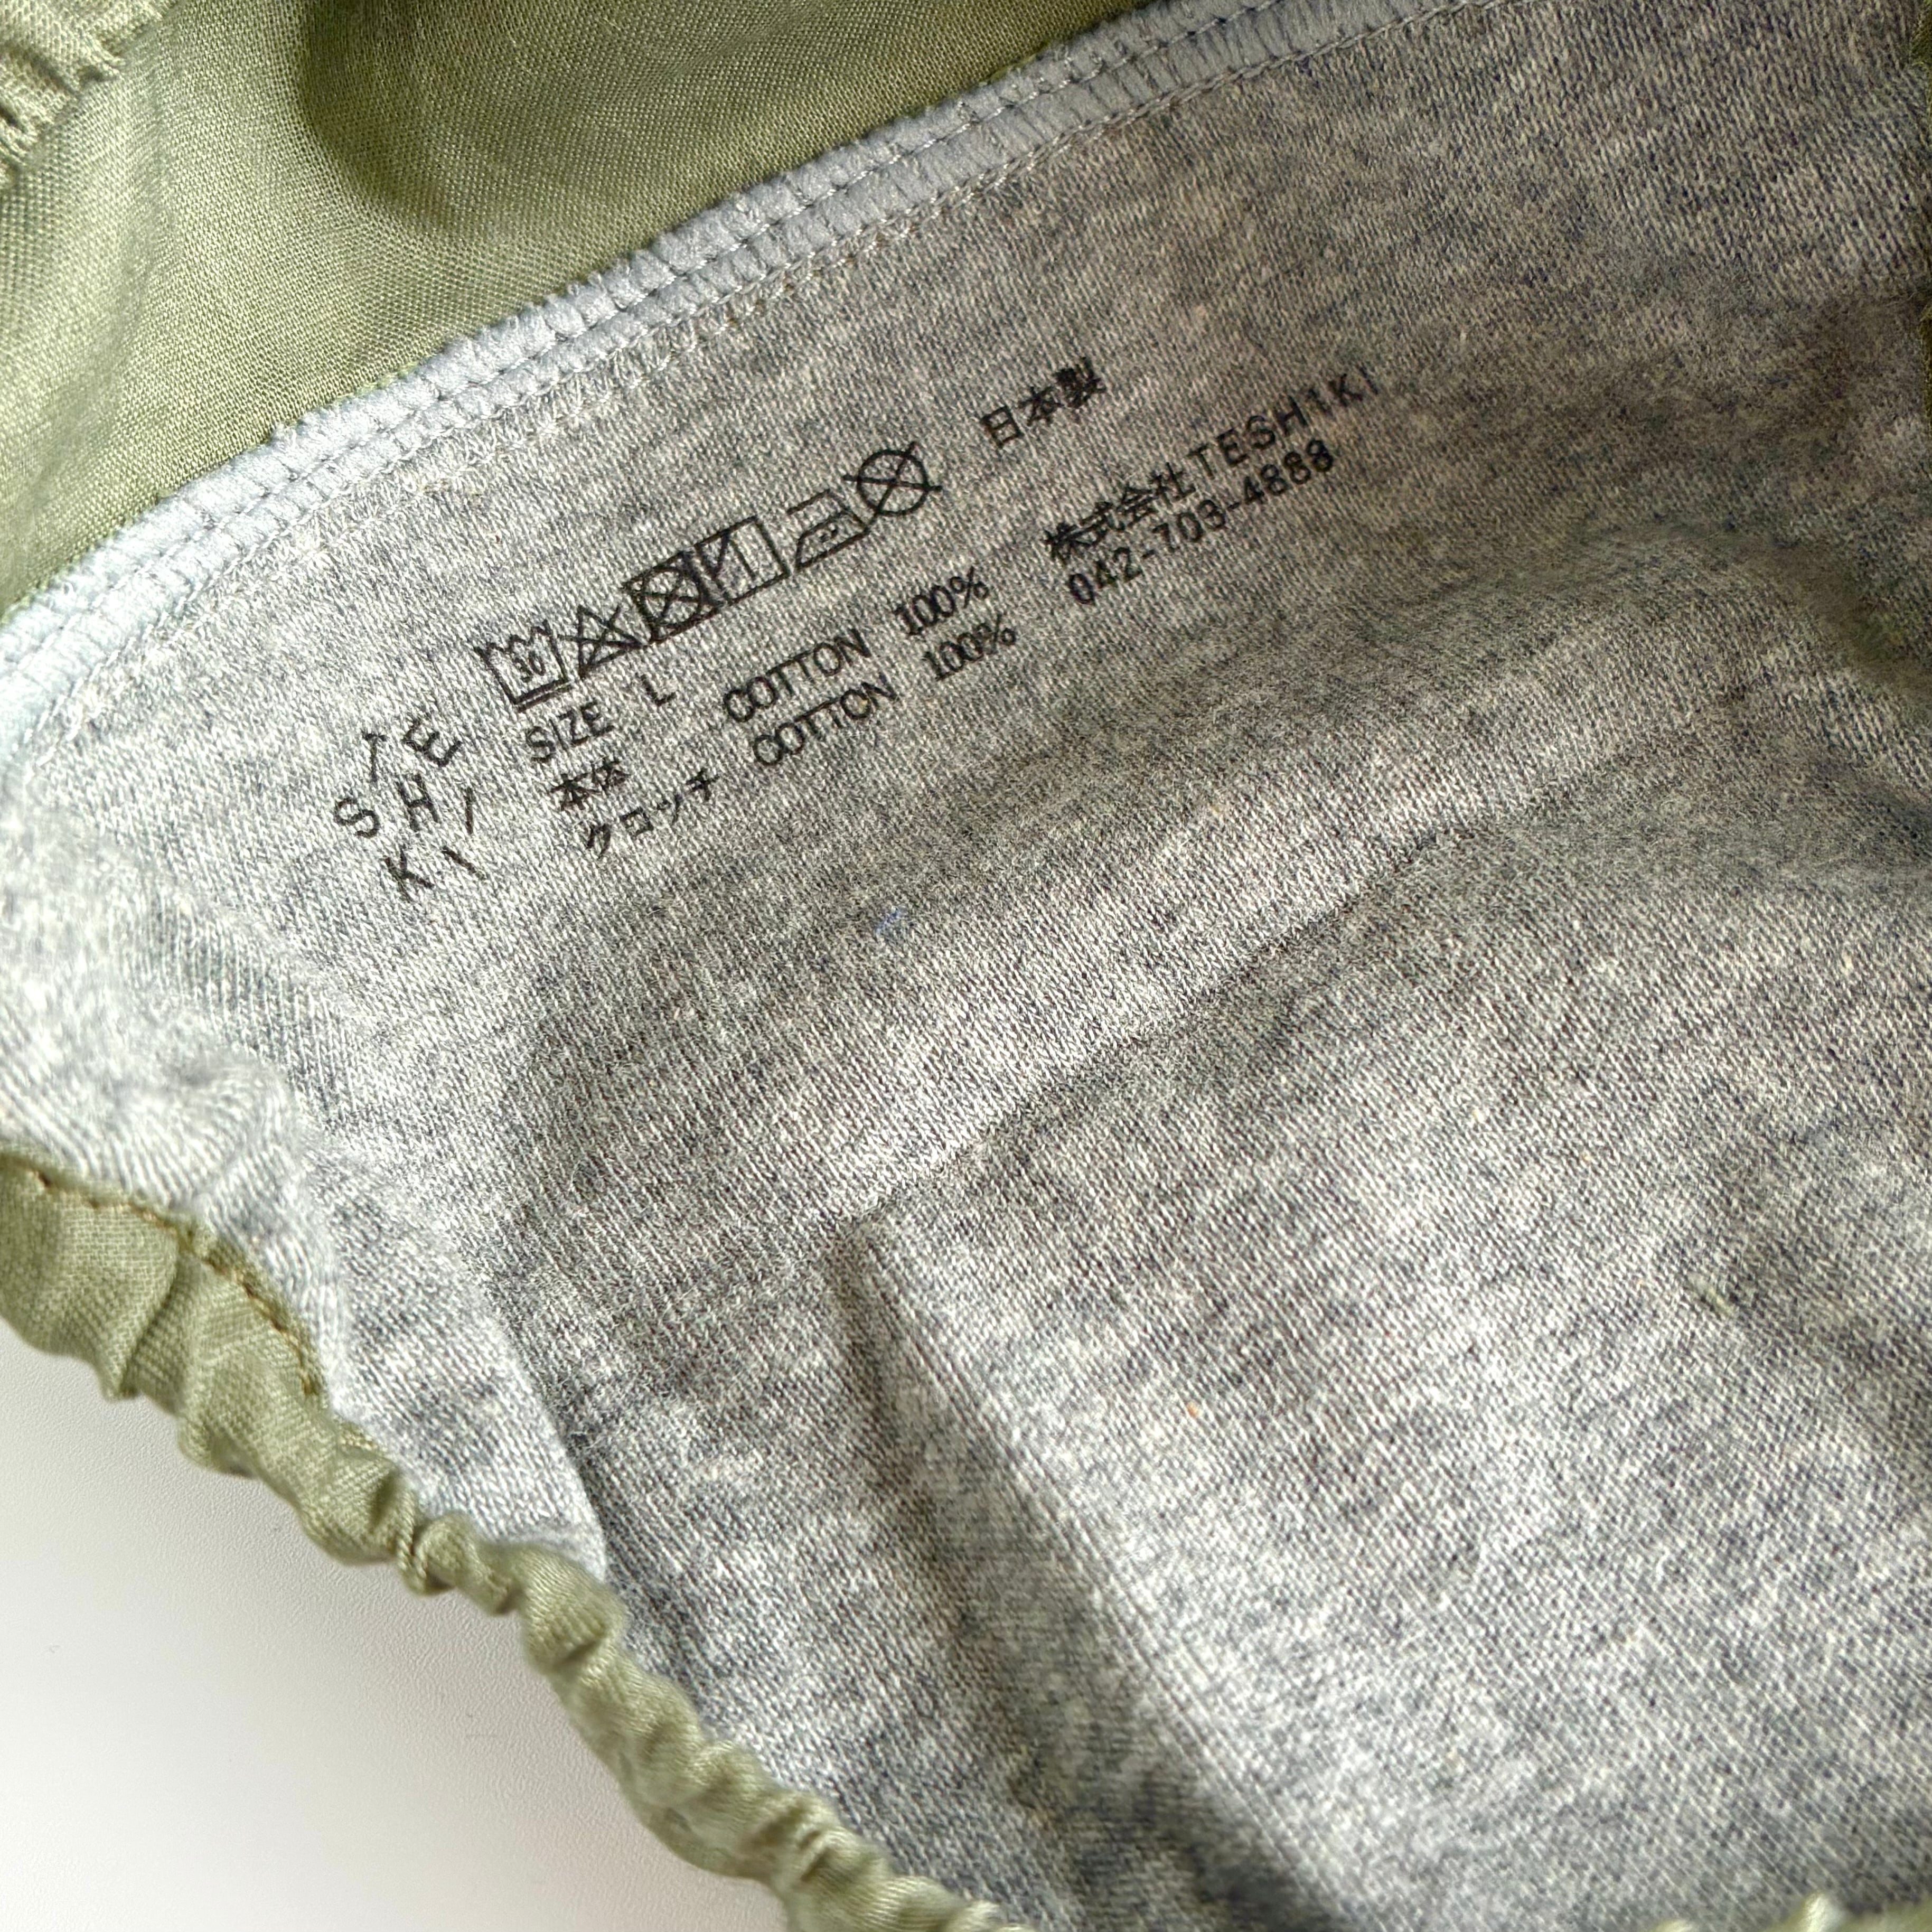 TE
SHI
KI
30
日本製
SIZE L
本体 COTTON 100%
クロッチ COTTON 100%
株式会社TESHIKI
042-703-4888